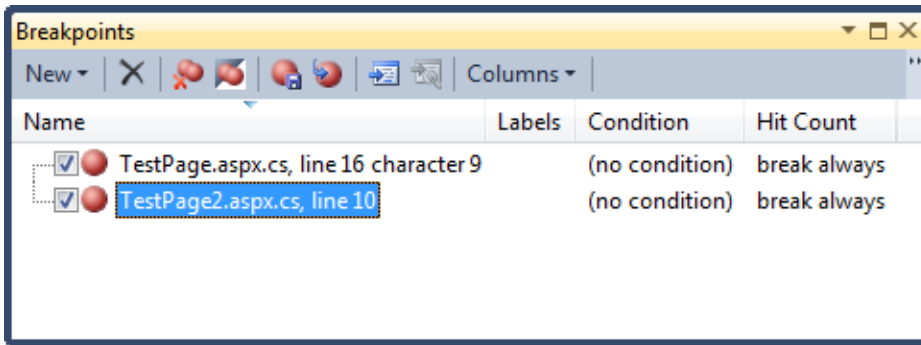 Breakpoints
New Columns
Name Labels Condition Hit Count
TestPage.aspx.cs, line 16 character 9 (no condition) break always
TestPage2.aspx.cs, line 10 (no condition) break always